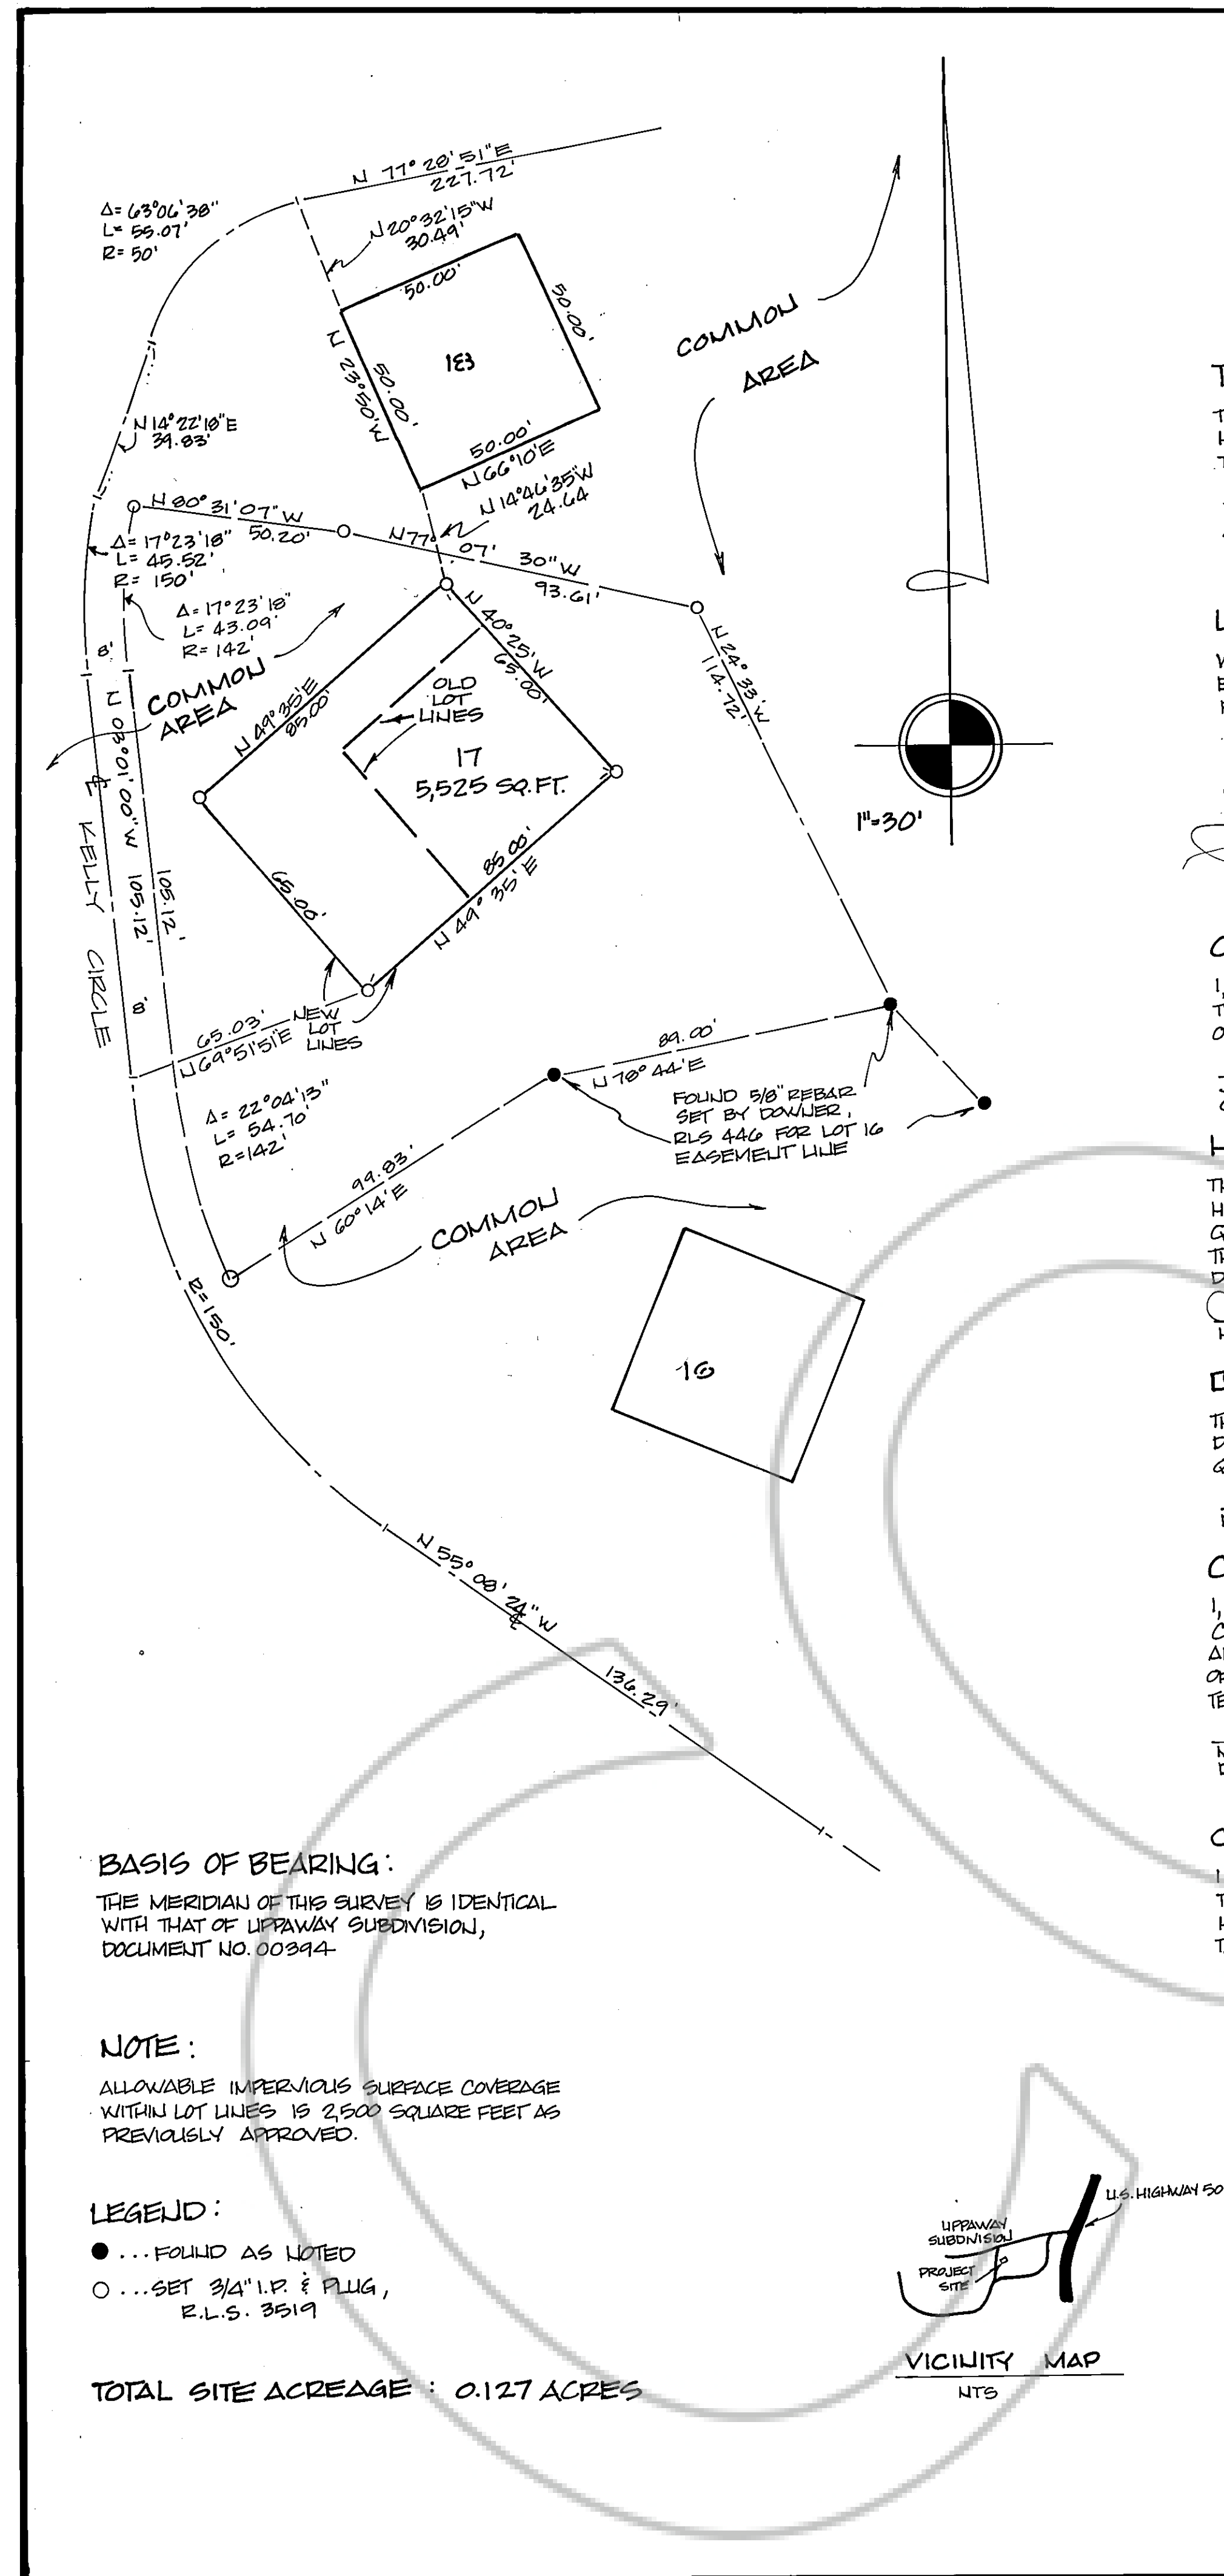 N 77° 28' 51" E
227.72'
Δ= 63°06'38"
L= 55.07'
R= 50'
N 20°32'15"W
30.49'
50.00'
50.00'
N 23°50'W
50.00'
50.00'
N 66°10'E
COMMON
AREA
N 14°22'18"E
39.83'
N 14°46'35"W
24.64
N 80° 31' 07" W
50.20'
N 77° 07' 30" W
93.61'
Δ= 17°23'18"
L= 45.52'
R= 150'
Δ= 17°23'18"
L= 43.09'
R= 142'
8'
COMMON
AREA
N 49° 35' E
85.00'
N 40° 25' W
65.00'
N 24° 33' W
114.72'
OLD
LOT
LINES
17
5,525 SQ.FT.
1"=30'
N 03°01'00"W 105.12'
105.12'
KELLY CIRCLE
65.00'
85.00'
N 49° 35' E
8'
65.03'
N 69°51'51"E
NEW
LOT
LINES
89.00'
N 78° 44' E
FOUND 5/8" REBAR
SET BY DOWNER,
RLS 446 FOR LOT 16
EASEMENT LINE
Δ= 22°04'13"
L= 54.70'
R=142'
99.83'
N 60°14'E
COMMON
AREA
R=150'
16
N 55° 08' 24" W
136.29'
BASIS OF BEARING:
THE MERIDIAN OF THIS SURVEY IS IDENTICAL
WITH THAT OF UPPAWAY SUBDIVISION,
DOCUMENT NO. 00394
NOTE:
ALLOWABLE IMPERVIOUS SURFACE COVERAGE
WITHIN LOT LINES IS 2,500 SQUARE FEET AS
PREVIOUSLY APPROVED.
LEGEND:
...FOUND AS NOTED
...SET 3/4" I.P. & PLUG,
R.L.S. 3519
TOTAL SITE ACREAGE : 0.127 ACRES
U.S. HIGHWAY 50
UPPAWAY
SUBDIVISION
PROJECT
SITE
VICINITY MAP
NTS